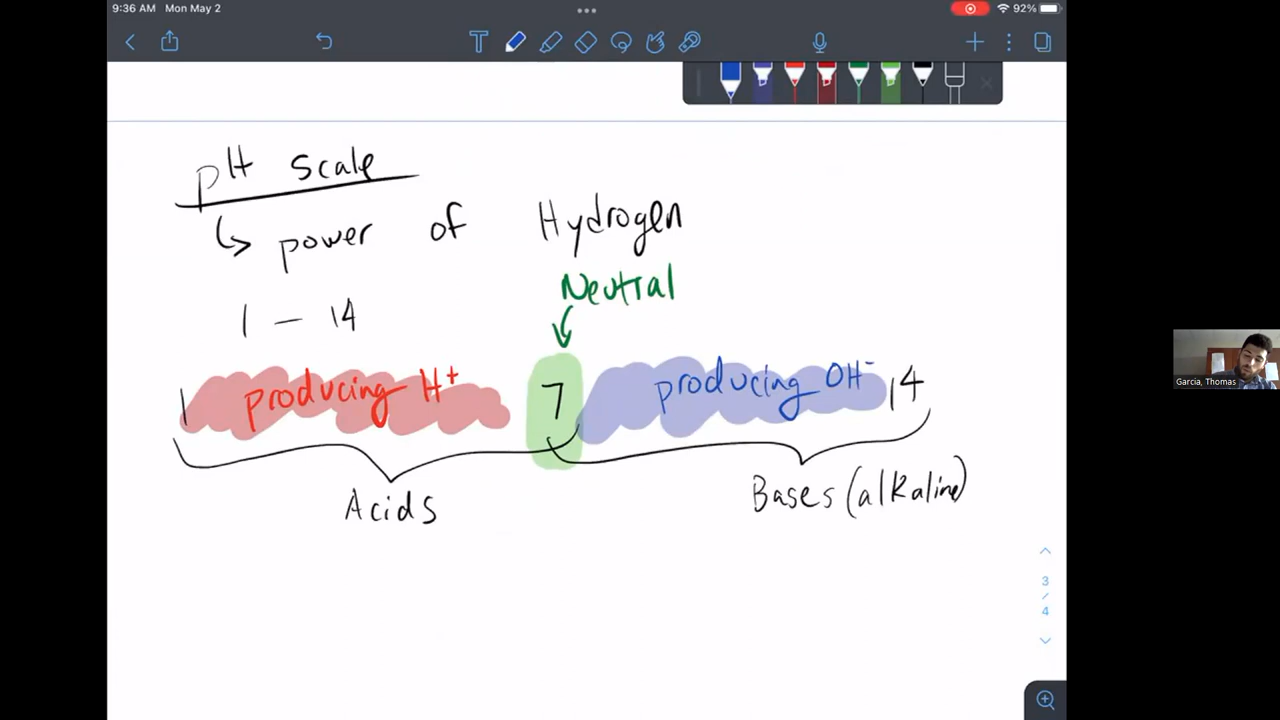 9:36 AM Mon May 2
92%
T
pH scale
power of Hydrogen
Neutral
1 – 14
1 producing H⁺ 7 producing OH⁻ 14
Acids
Bases (alkaline)
Garcia, Thomas
3
/
4